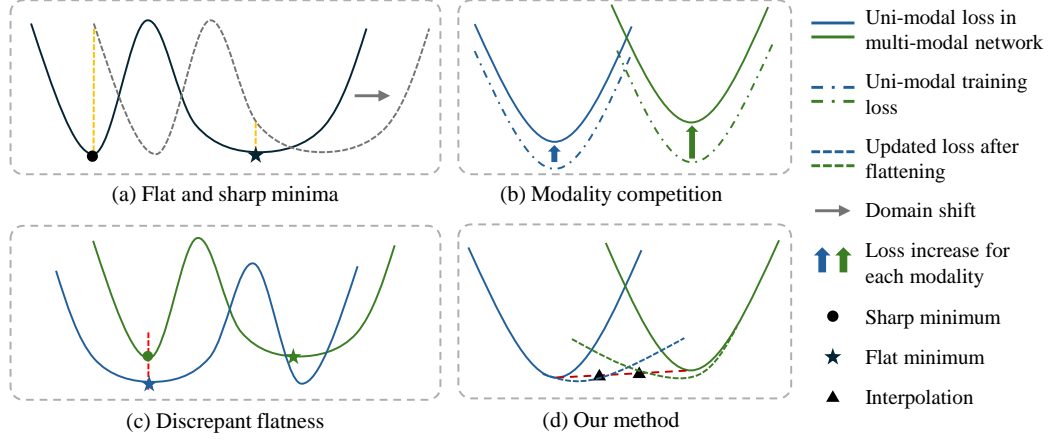 (a) Flat and sharp minima
(b) Modality competition
(c) Discrepant flatness
(d) Our method
Uni-modal loss in
multi-modal network
Uni-modal training
loss
Updated loss after
flattening
Domain shift
Loss increase for
each modality
Sharp minimum
Flat minimum
Interpolation